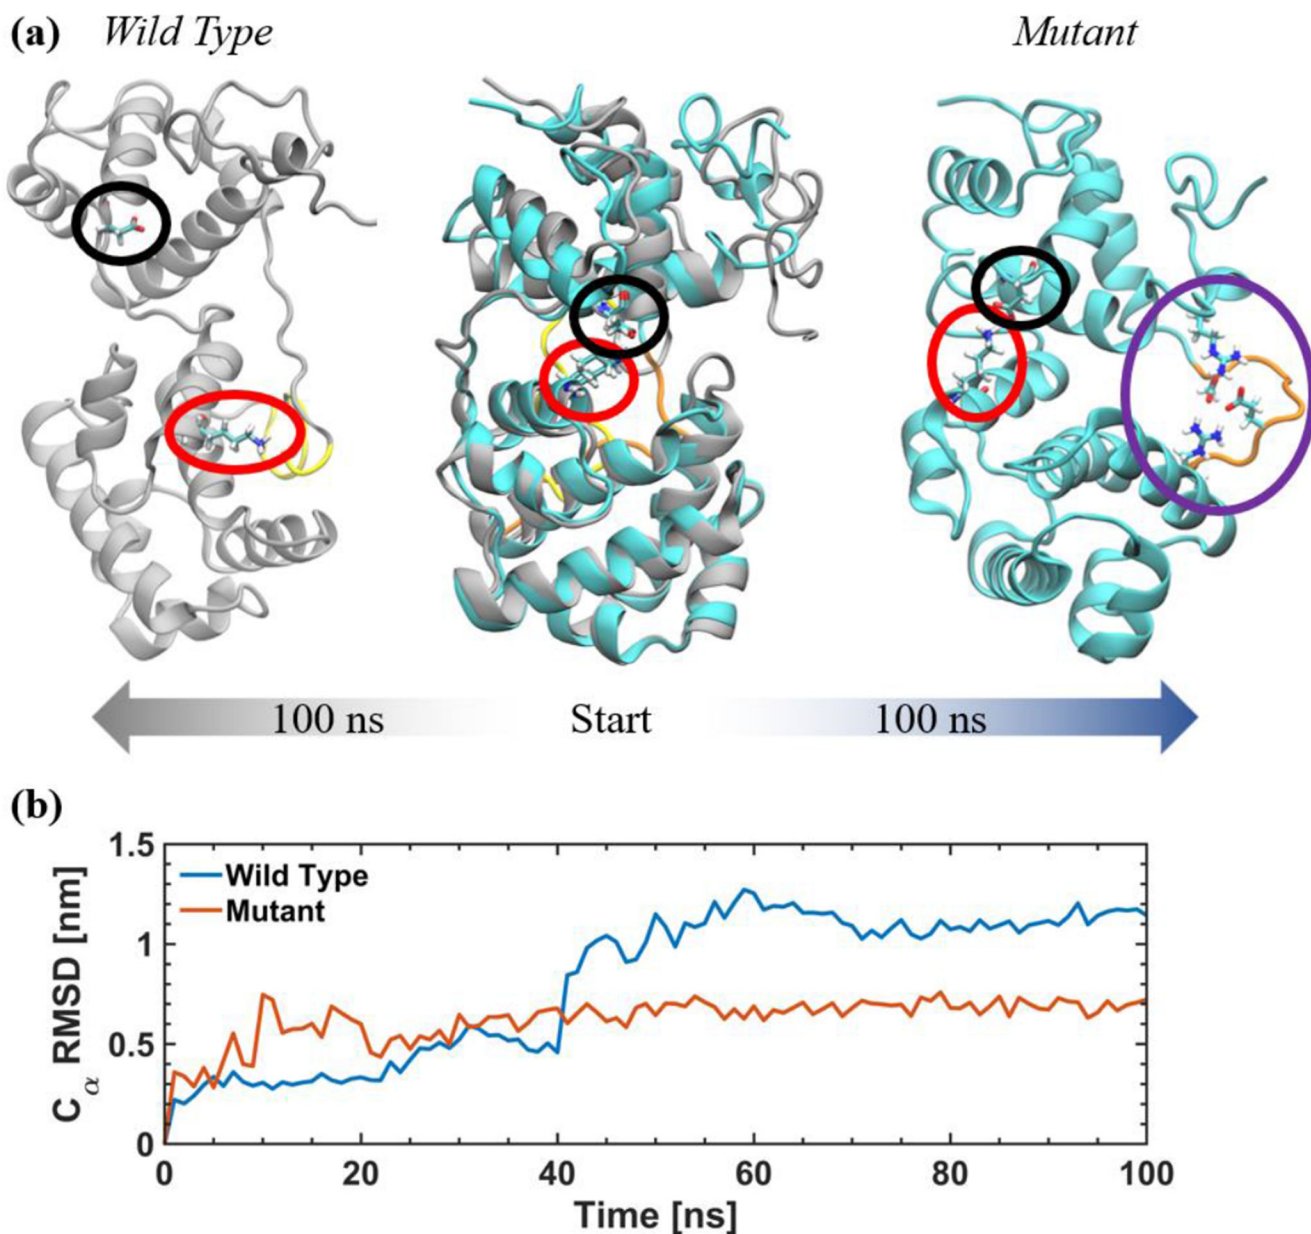 (a) Wild Type Mutant
100 ns Start 100 ns
(b)
1.5
1
0.5
0
Cα RMSD [nm]
Wild Type
Mutant
0 20 40 60 80 100
Time [ns]